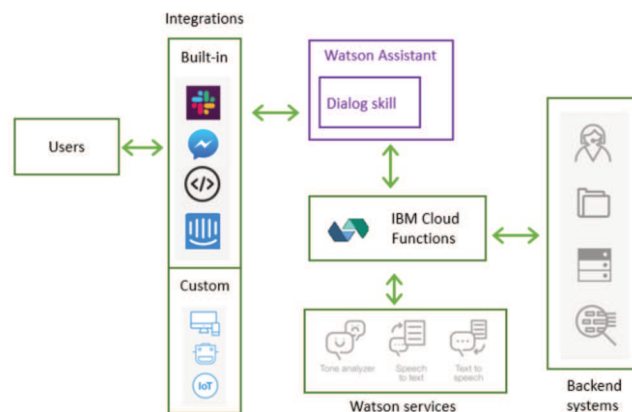 Integrations
Built-in
Watson Assistant
Dialog skill
Users
</>
IBM Cloud
Functions
Custom
IoT
Tone analyzer
Speech
to text
Text to
speech
Watson services
Backend
systems